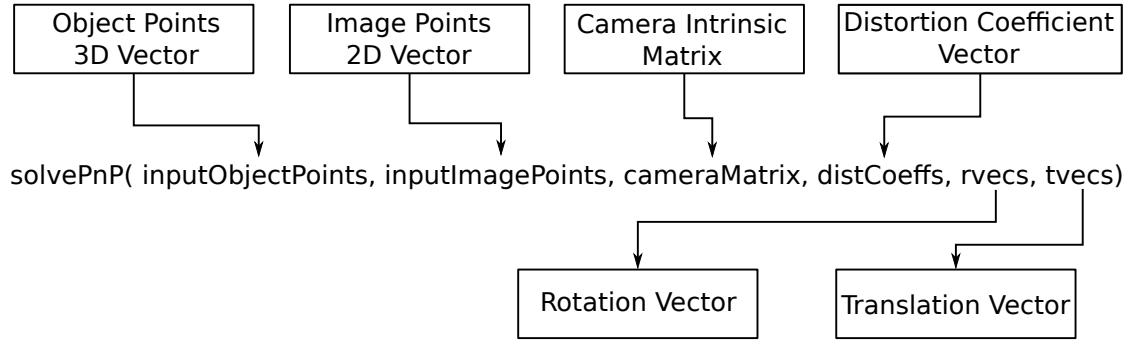 Object Points
3D Vector
Image Points
2D Vector
Camera Intrinsic
Matrix
Distortion Coefficient
Vector
solvePnP( inputObjectPoints, inputImagePoints, cameraMatrix, distCoeffs, rvecs, tvecs)
Rotation Vector
Translation Vector